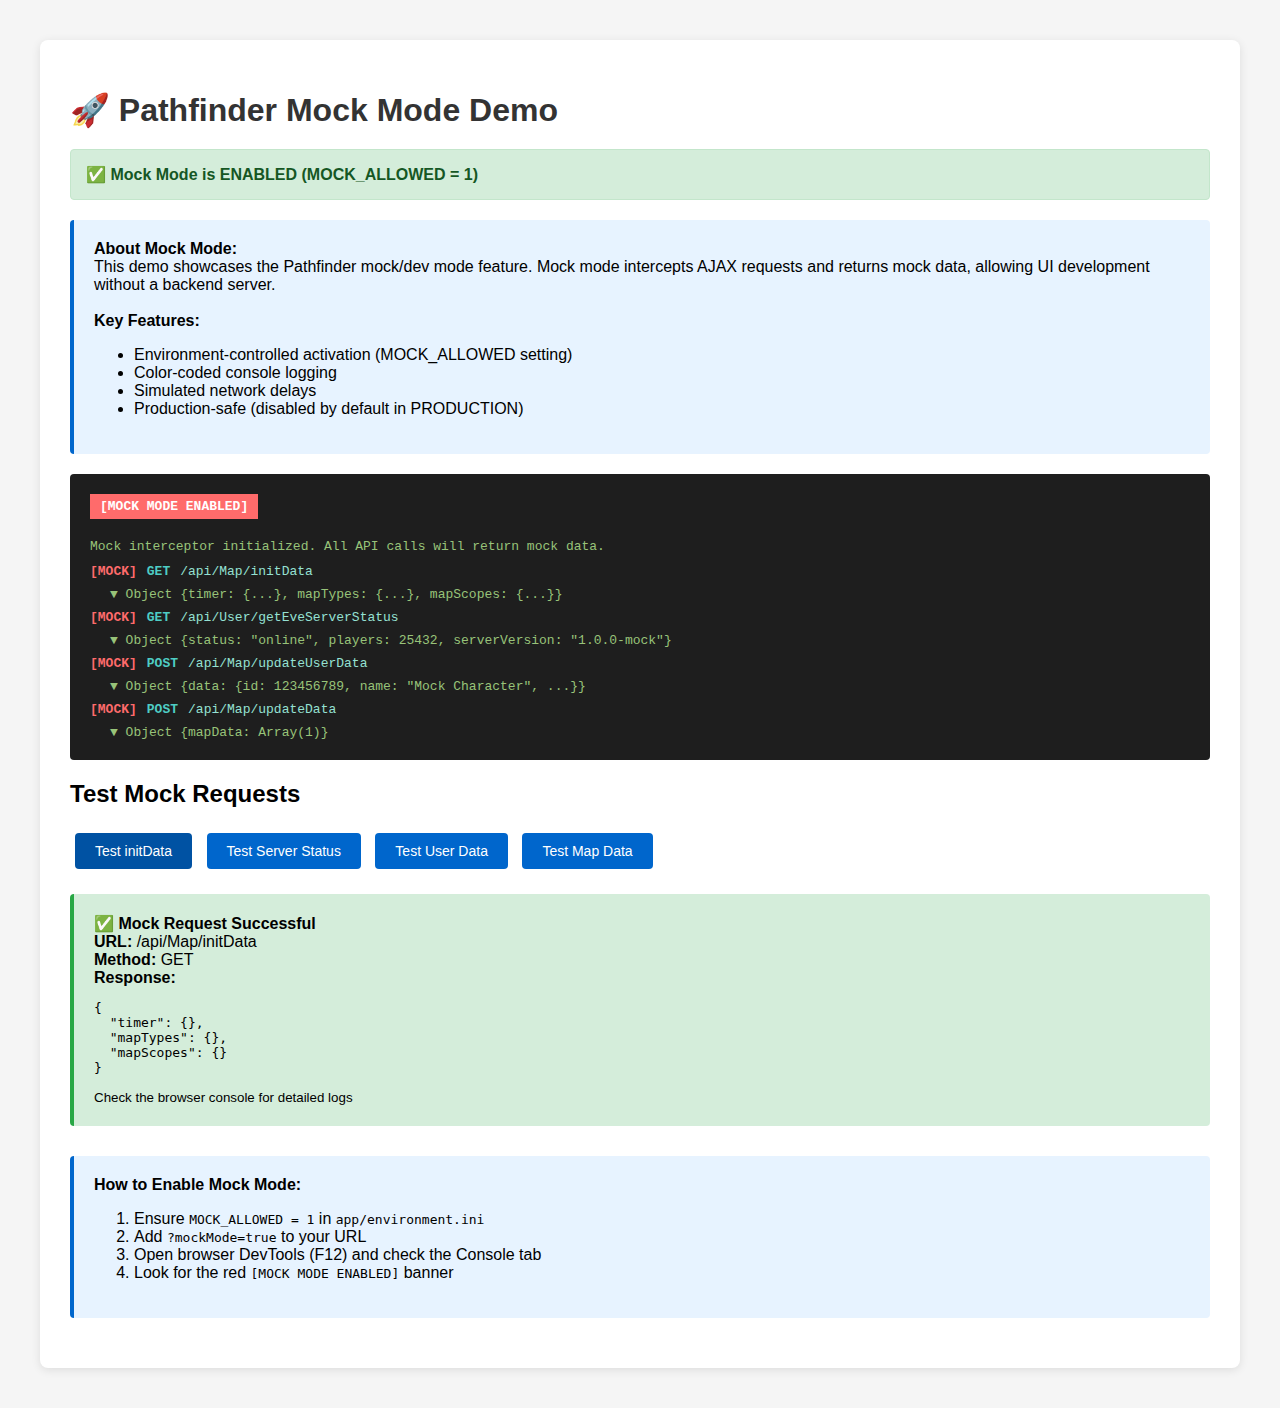 🚀 Pathfinder Mock Mode Demo
✅ Mock Mode is ENABLED (MOCK_ALLOWED = 1)
About Mock Mode:
This demo showcases the Pathfinder mock/dev mode feature. Mock mode intercepts AJAX requests and returns mock data, allowing UI development
without a backend server.
Key Features:
• Environment-controlled activation (MOCK_ALLOWED setting)
• Color-coded console logging
• Simulated network delays
• Production-safe (disabled by default in PRODUCTION)
[MOCK MODE ENABLED]
Mock interceptor initialized. All API calls will return mock data.
[MOCK] GET /api/Map/initData
▼ Object {timer: {...}, mapTypes: {...}, mapScopes: {...}}
[MOCK] GET /api/User/getEveServerStatus
▼ Object {status: "online", players: 25432, serverVersion: "1.0.0-mock"}
[MOCK] POST /api/Map/updateUserData
▼ Object {data: {id: 123456789, name: "Mock Character", ...}}
[MOCK] POST /api/Map/updateData
▼ Object {mapData: Array(1)}
Test Mock Requests
Test initData Test Server Status Test User Data Test Map Data
✅ Mock Request Successful
URL: /api/Map/initData
Method: GET
Response:
{
  "timer": {},
  "mapTypes": {},
  "mapScopes": {}
}
Check the browser console for detailed logs
How to Enable Mock Mode:
1. Ensure MOCK_ALLOWED = 1 in app/environment.ini
2. Add ?mockMode=true to your URL
3. Open browser DevTools (F12) and check the Console tab
4. Look for the red [MOCK MODE ENABLED] banner